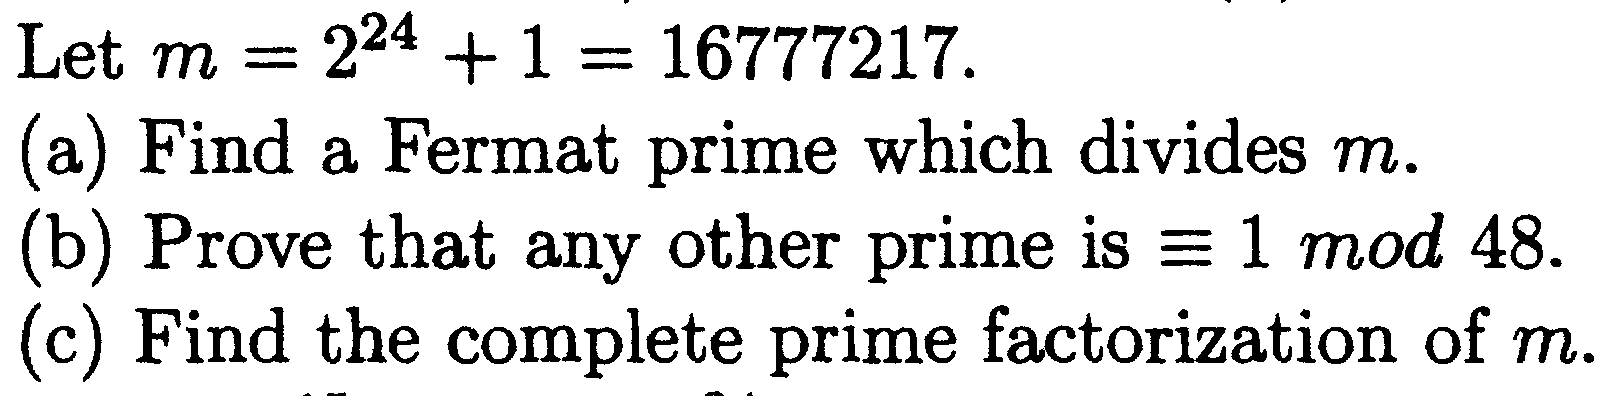 Let m = 2^24 + 1 = 16777217.
(a) Find a Fermat prime which divides m.
(b) Prove that any other prime is ≡ 1 mod 48.
(c) Find the complete prime factorization of m.